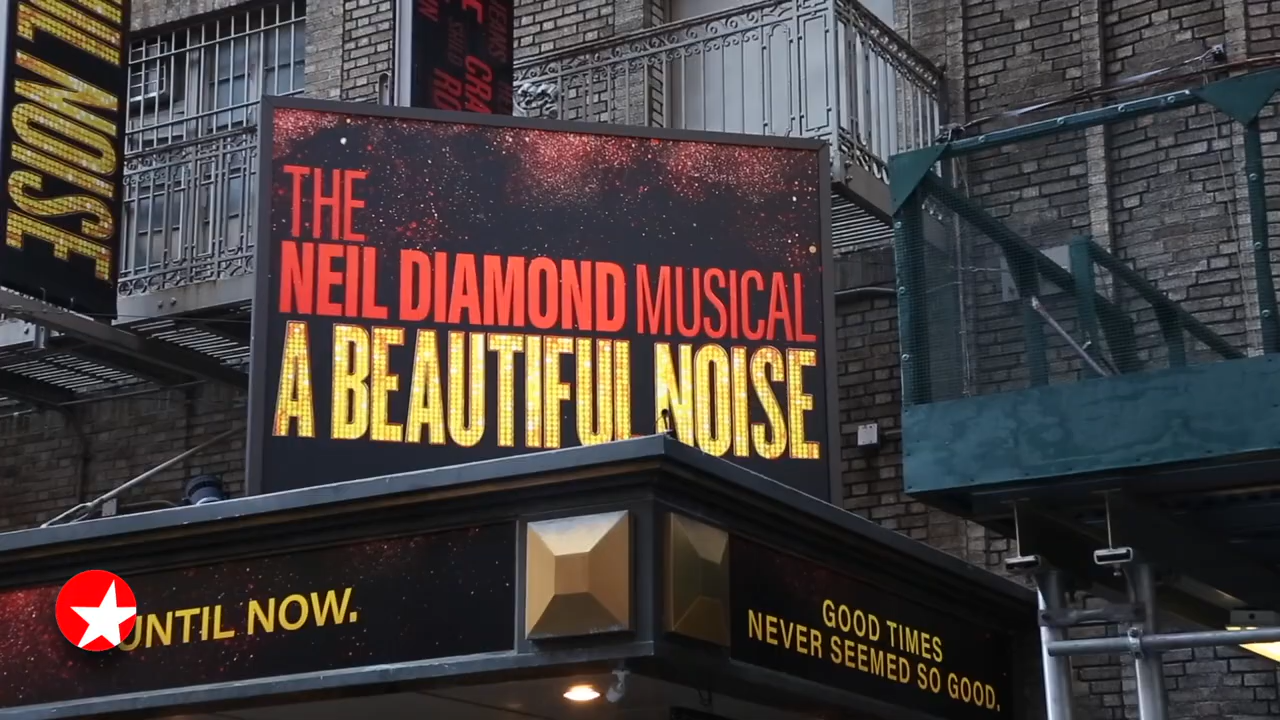 NOISE
THE
NEIL DIAMOND MUSICAL
A BEAUTIFUL NOISE
UNTIL NOW.
GOOD TIMES
NEVER SEEMED SO GOOD.